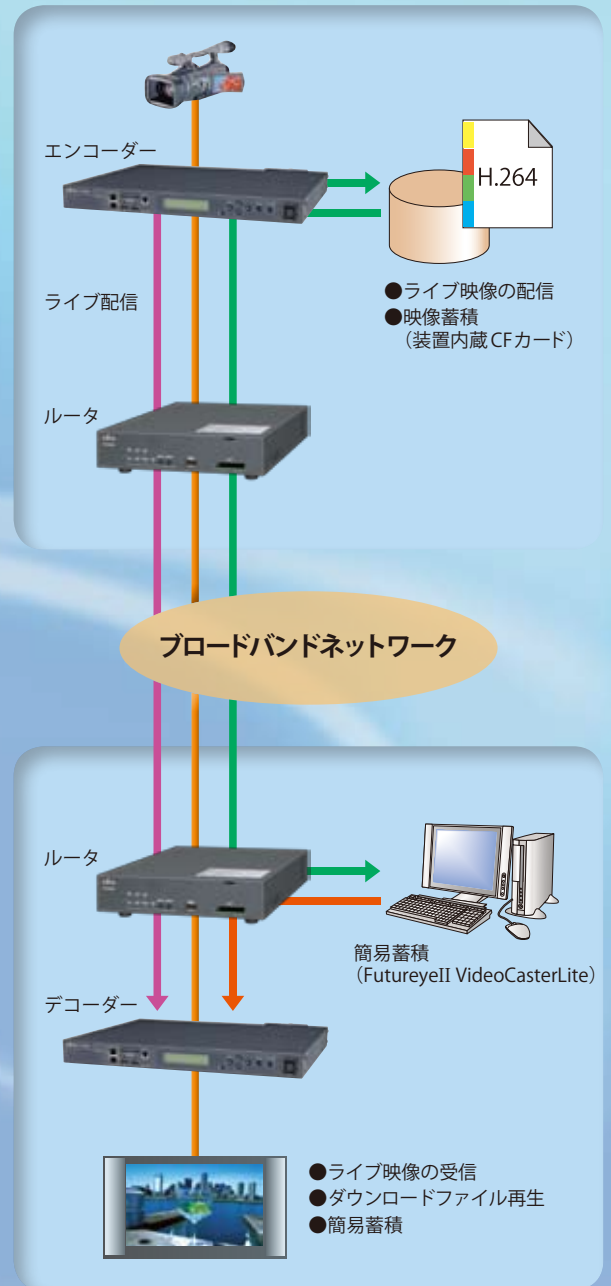 エンコーダー
H.264
●ライブ映像の配信
●映像蓄積
（装置内蔵CFカード）
ライブ配信
ルータ
ブロードバンドネットワーク
ルータ
簡易蓄積
（FutureyeII VideoCasterLite）
デコーダー
●ライブ映像の受信
●ダウンロードファイル再生
●簡易蓄積